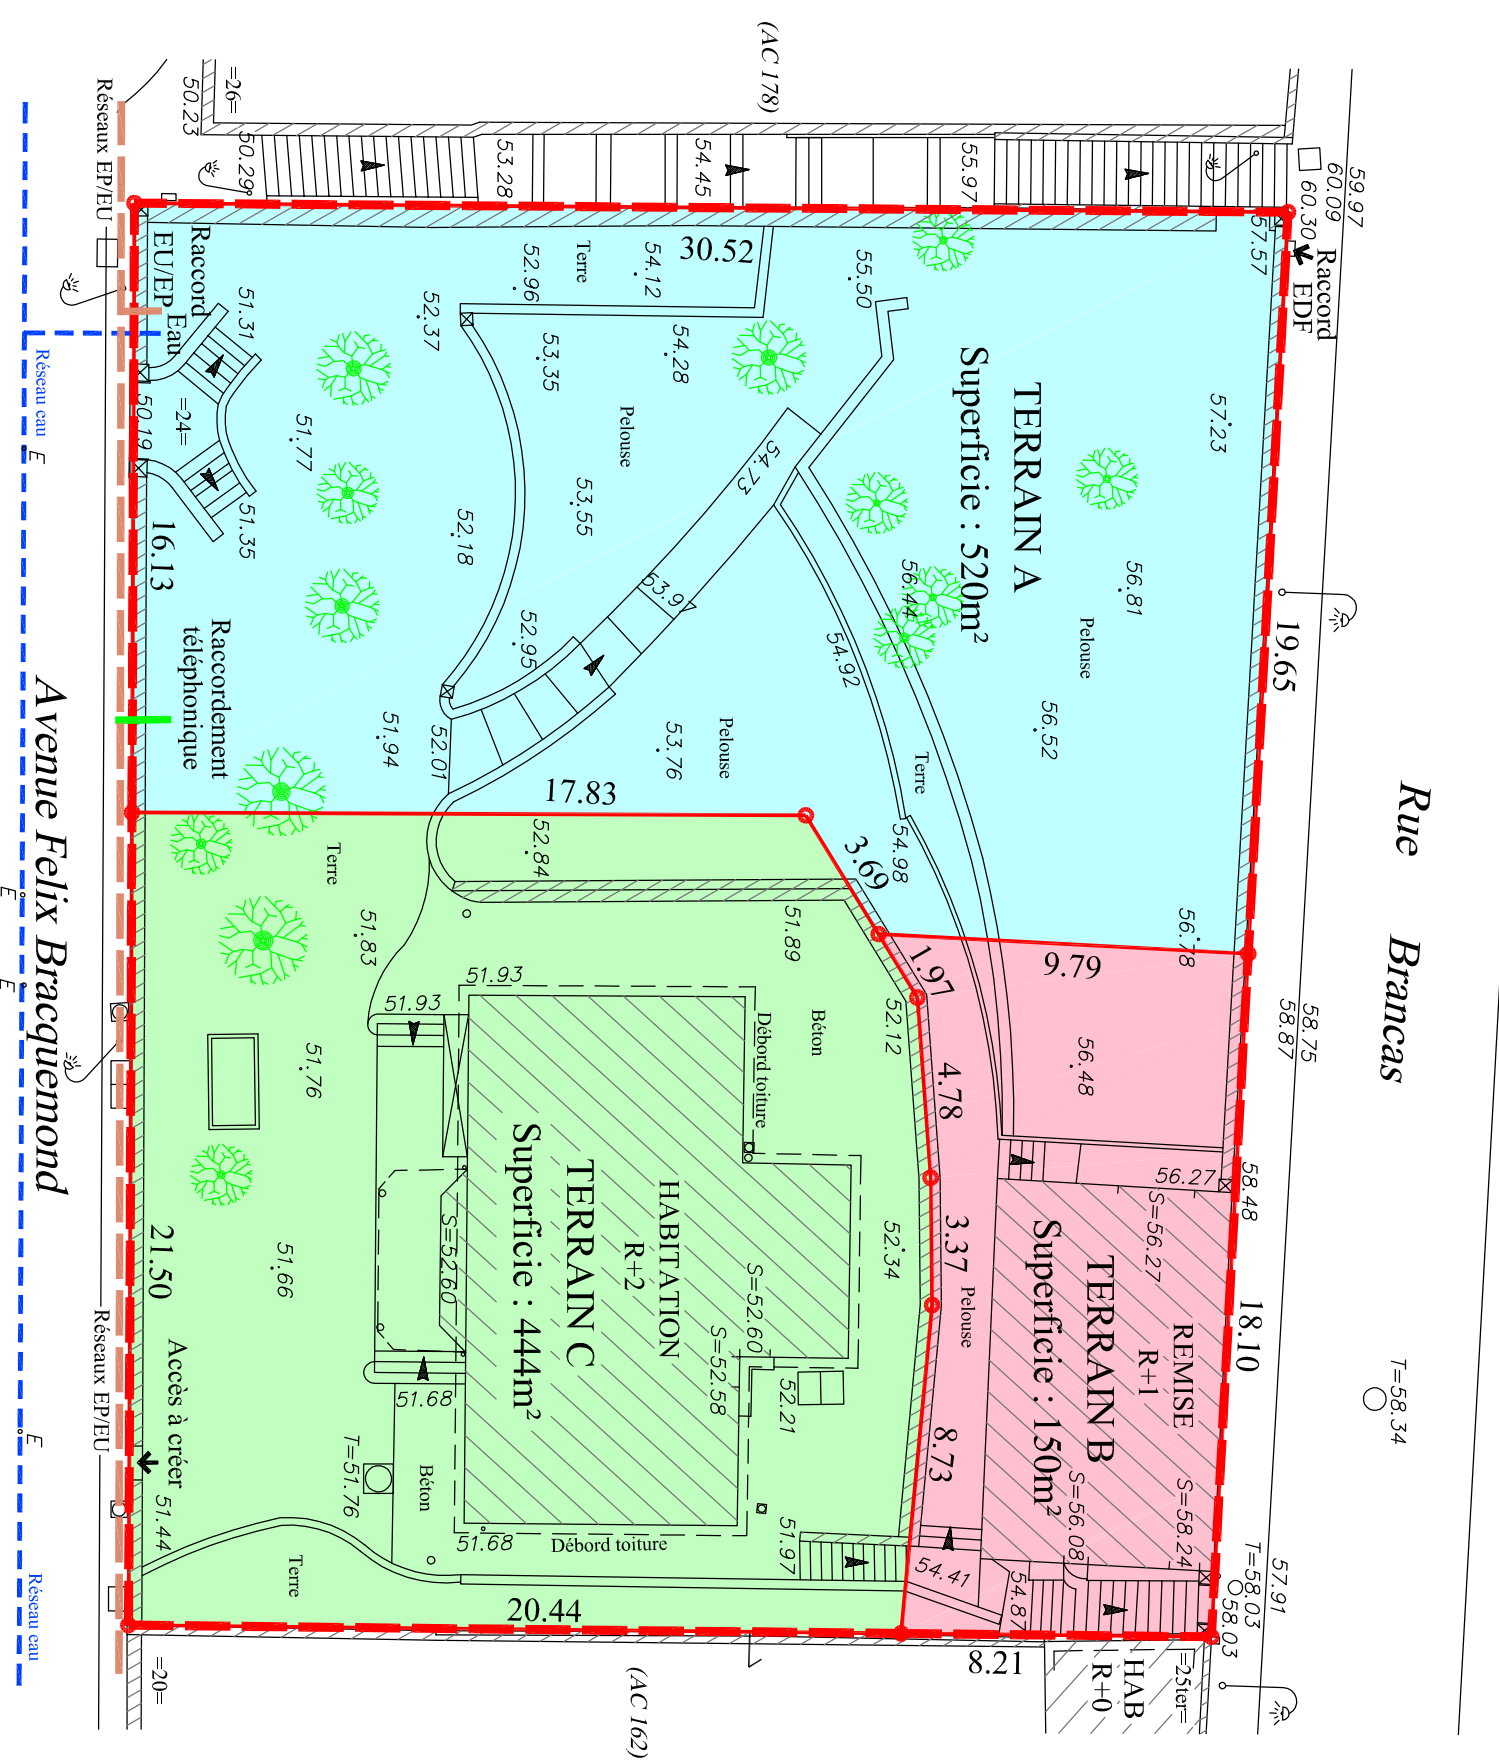 Rue Brancas
T=58.34
59.97
60.09
60.30
57.57
Raccord
EDF
58.75
58.87
58.48
57.91
T=58.03
58.03
19.65
18.10
=25ter=
HAB
R+0
8.21
(AC 178)
=26=
50.23
50.29
53.28
54.45
55.97
Réseaux EP/EU
TERRAIN A
Superficie : 520m²
57.23
56.81
Pelouse
56.52
56.78
56.44
55.50
30.52
54.12
Terre
52.96
52.37
54.28
53.35
Pelouse
53.55
54.73
53.97
54.92
Terre
54.98
52.18
52.95
53.76
Pelouse
52.01
51.94
51.77
51.31
51.35
=24=
50.19
Raccord
EU/EP
Eau
16.13
Raccordement
téléphonique
17.83
3.69
1.97
9.79
4.78
3.37
8.73
56.48
56.27
S=56.27
REMISE
R+1
TERRAIN B
Superficie : 150m²
S=58.24
S=56.08
Pelouse
54.41
54.87
52.84
Terre
51.83
51.89
52.12
Béton
Débord toiture
51.93
51.93
51.76
52.34
HABITATION
R+2
TERRAIN C
Superficie : 444m²
S=52.60
S=52.60
S=52.58
52.21
51.66
51.68
Béton
T=51.76
51.68
Débord toiture
51.97
21.50
Accès à créer
51.44
Terre
20.44
(AC 162)
=20=
Réseaux EP/EU
Avenue Felix Bracquemond
Réseau eau
E
E
E
E
Réseau eau